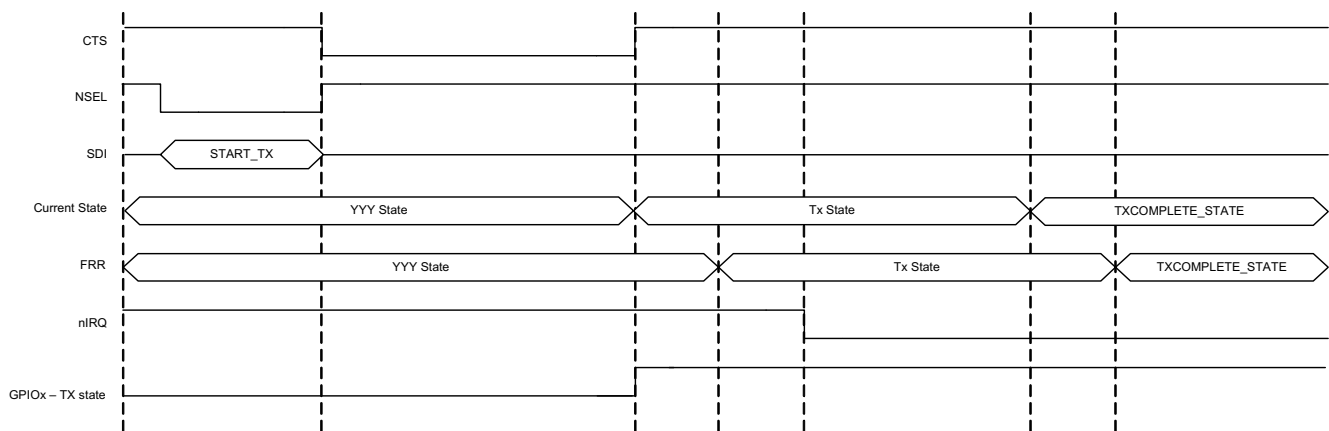 CTS
NSEL
SDI START_TX
Current State YYY State Tx State TXCOMPLETE_STATE
FRR YYY State Tx State TXCOMPLETE_STATE
nIRQ
GPIOx – TX state